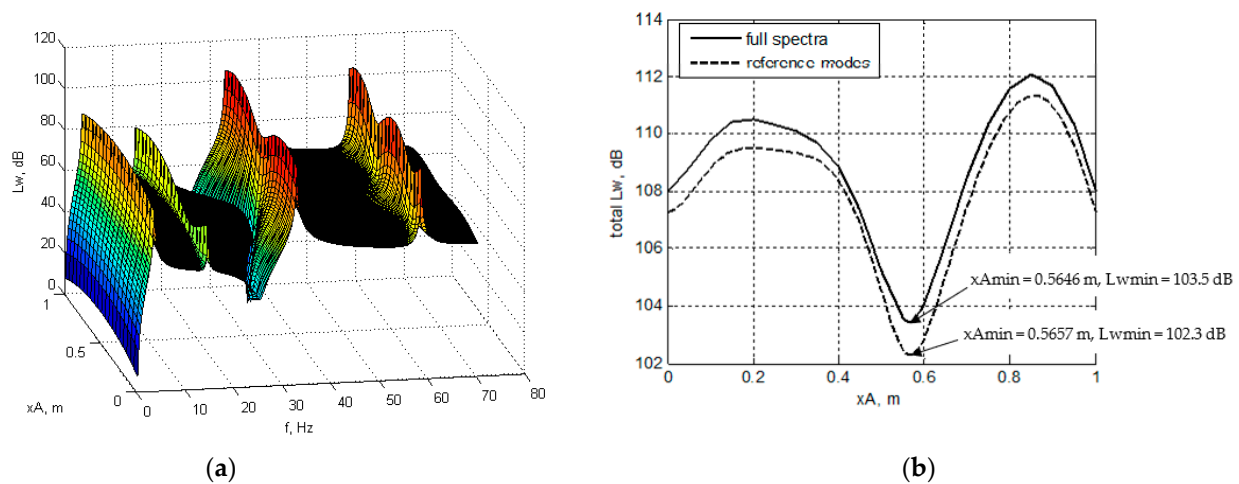 120
100
80
60
40
20
0
Lw, dB
1
0.5
0
xA, m
0 10 20 30 40 50 60 70 80
f, Hz
(a)
114
112
110
108
106
104
102
total Lw, dB
full spectra
reference modes
xAmin = 0.5646 m, Lwmin = 103.5 dB
xAmin = 0.5657 m, Lwmin = 102.3 dB
0 0.2 0.4 0.6 0.8 1
xA, m
(b)